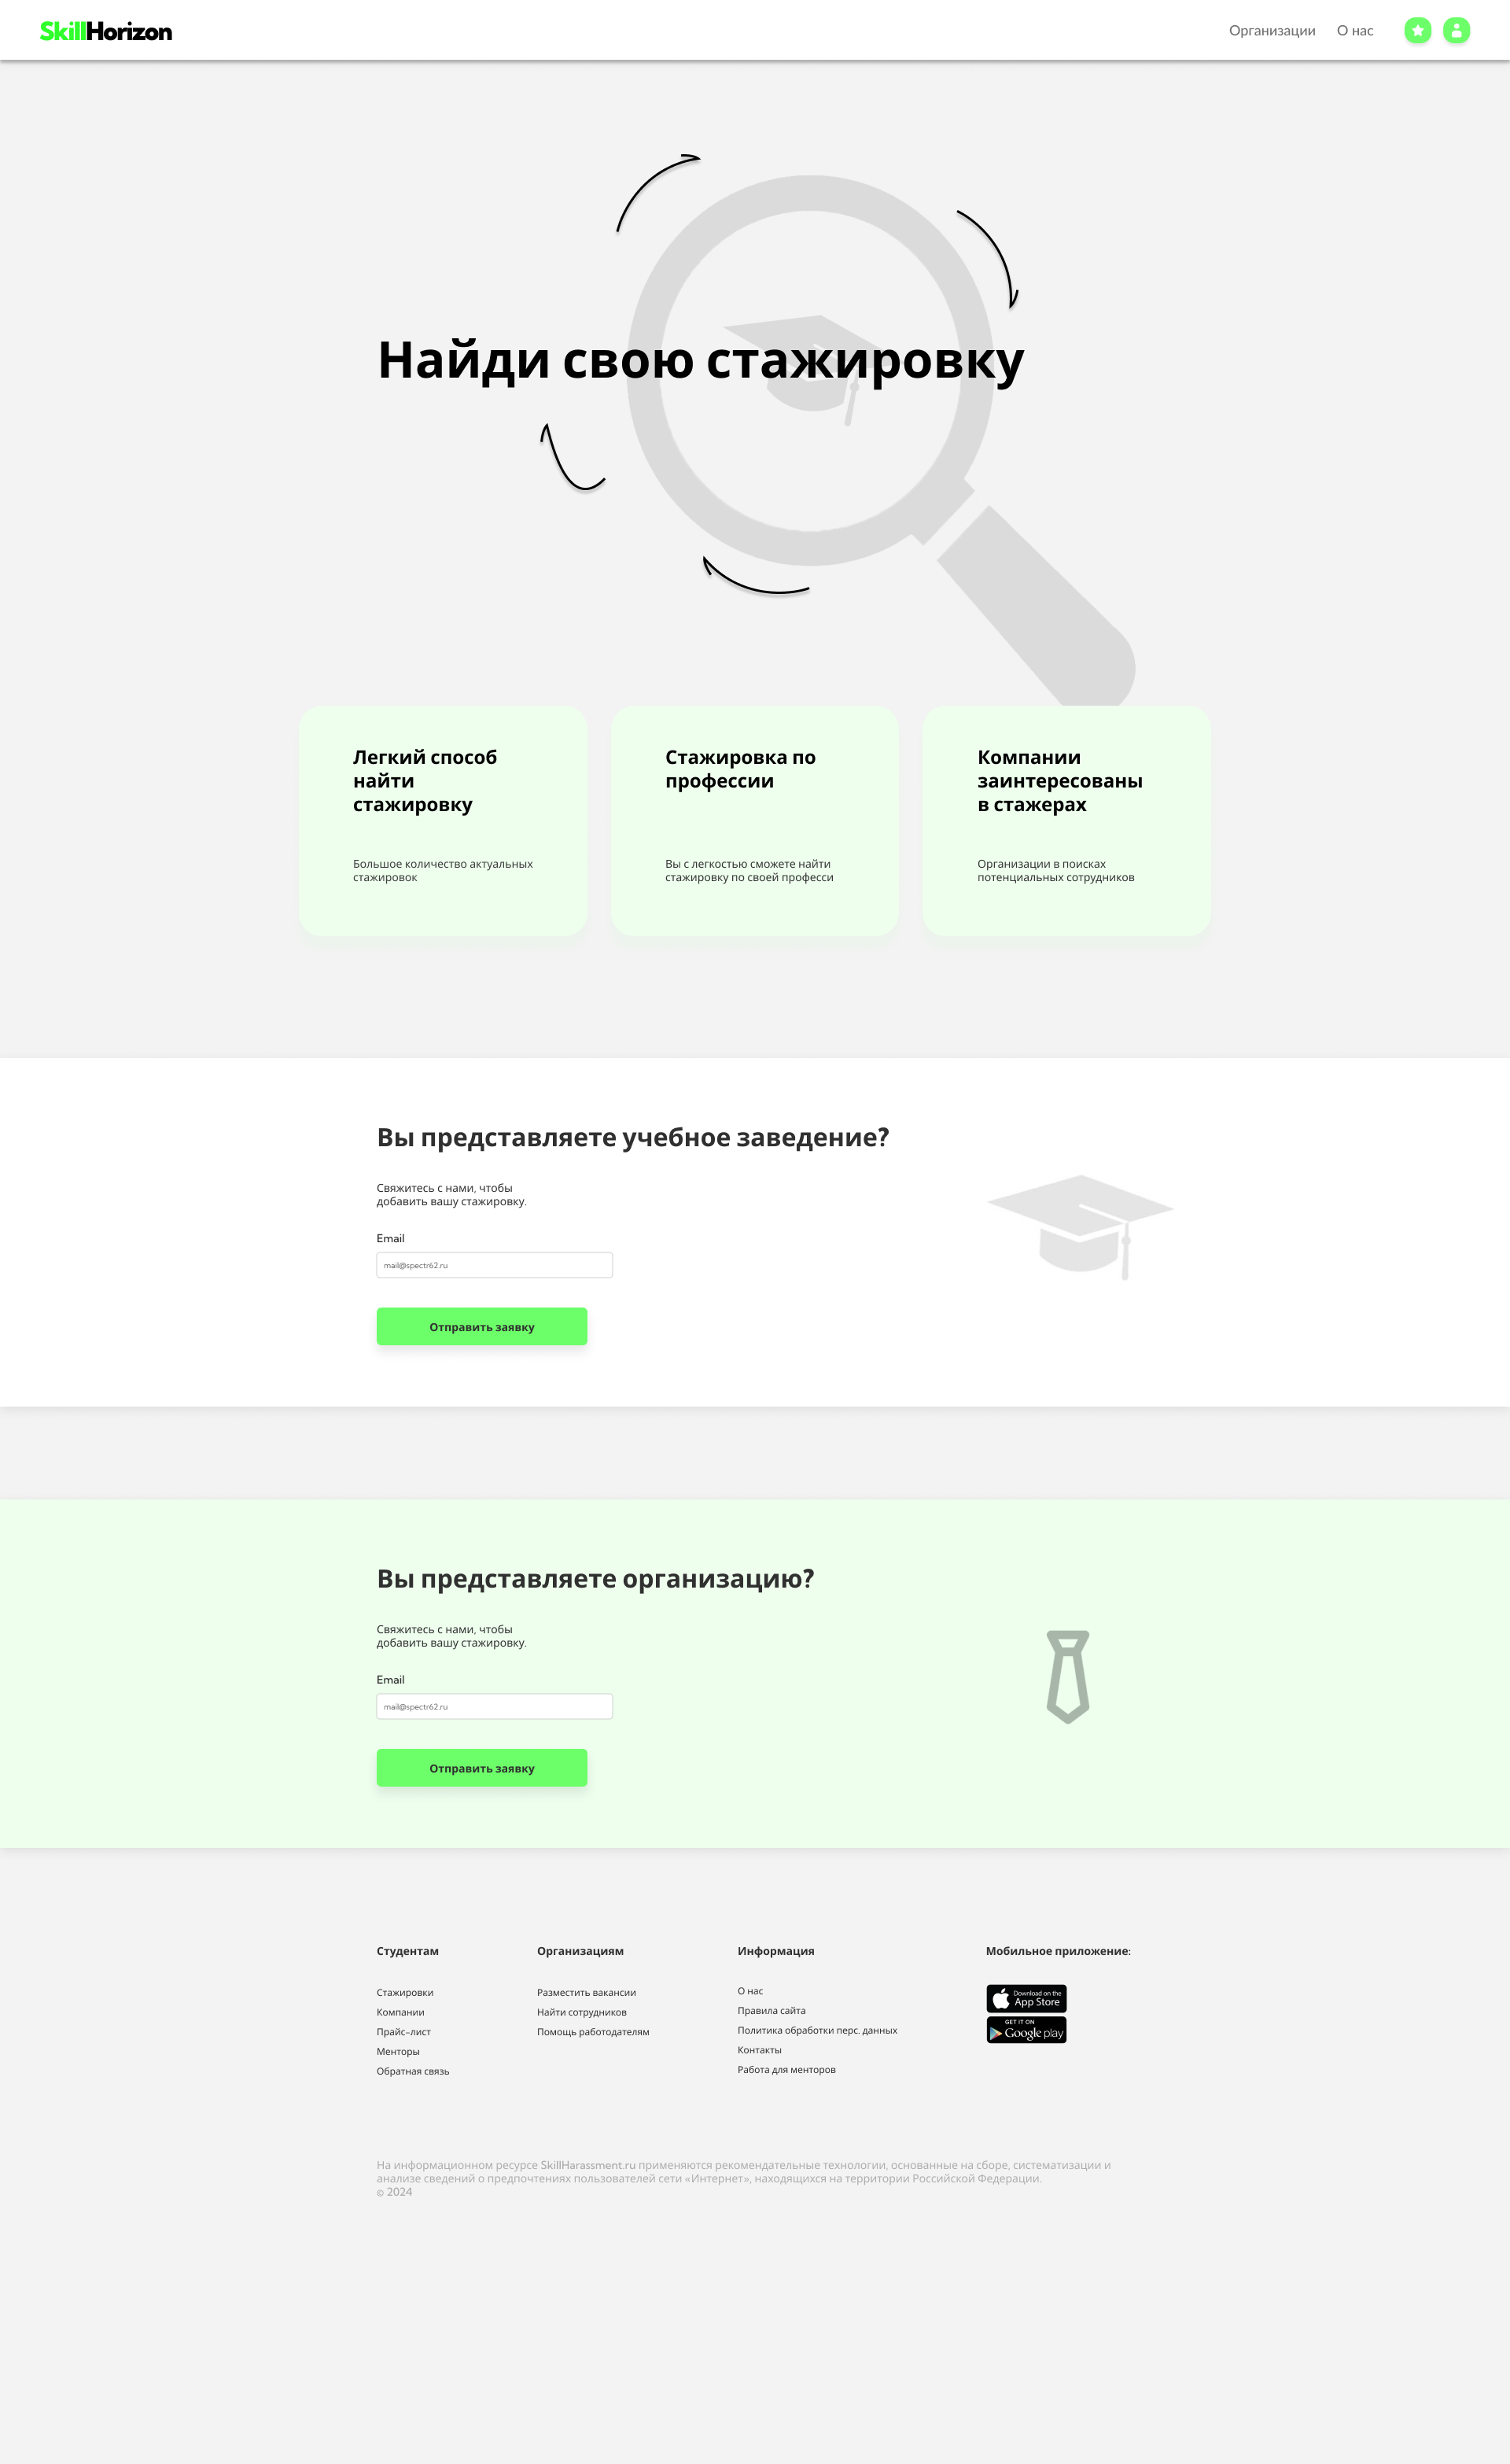 SkillHorizon
Организации О нас
Найди свою стажировку
Легкий способ
найти
стажировку
Большое количество актуальных
стажировок
Стажировка по
профессии
Вы с легкостью сможете найти
стажировку по своей професси
Компании
заинтересованы
в стажерах
Организации в поисках
потенциальных сотрудников
Вы представляете учебное заведение?
Свяжитесь с нами, чтобы
добавить вашу стажировку.
Email
mail@spectr62.ru
Отправить заявку
Вы представляете организацию?
Свяжитесь с нами, чтобы
добавить вашу стажировку.
Email
mail@spectr62.ru
Отправить заявку
Студентам
Стажировки
Компании
Прайс-лист
Менторы
Обратная связь
Организациям
Разместить вакансии
Найти сотрудников
Помощь работодателям
Информация
О нас
Правила сайта
Политика обработки перс. данных
Контакты
Работа для менторов
Мобильное приложение:
Download on the
App Store
GET IT ON
Google play
На информационном ресурсе SkillHarassment.ru применяются рекомендательные технологии, основанные на сборе, систематизации и
анализе сведений о предпочтениях пользователей сети «Интернет», находящихся на территории Российской Федерации.
© 2024